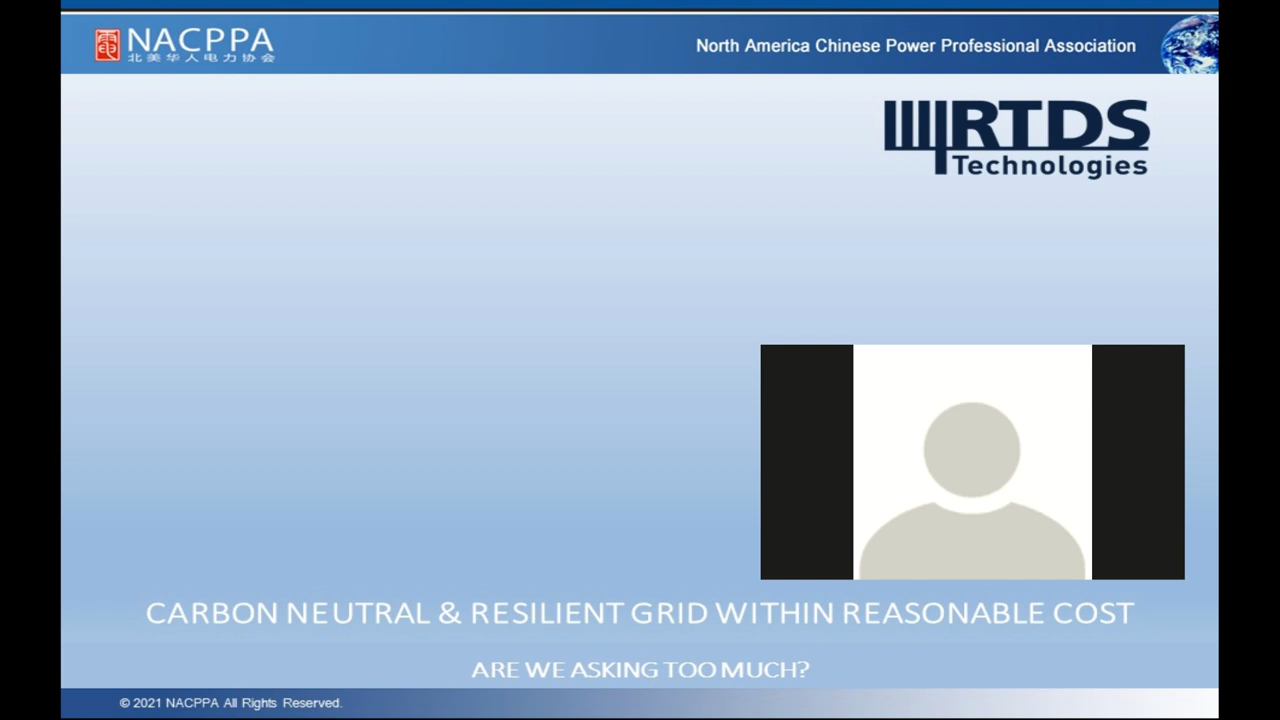 NACPPA
北美华人电力协会
North America Chinese Power Professional Association
RTDS
Technologies
CARBON NEUTRAL & RESILIENT GRID WITHIN REASONABLE COST
ARE WE ASKING TOO MUCH?
© 2021 NACPPA All Rights Reserved.